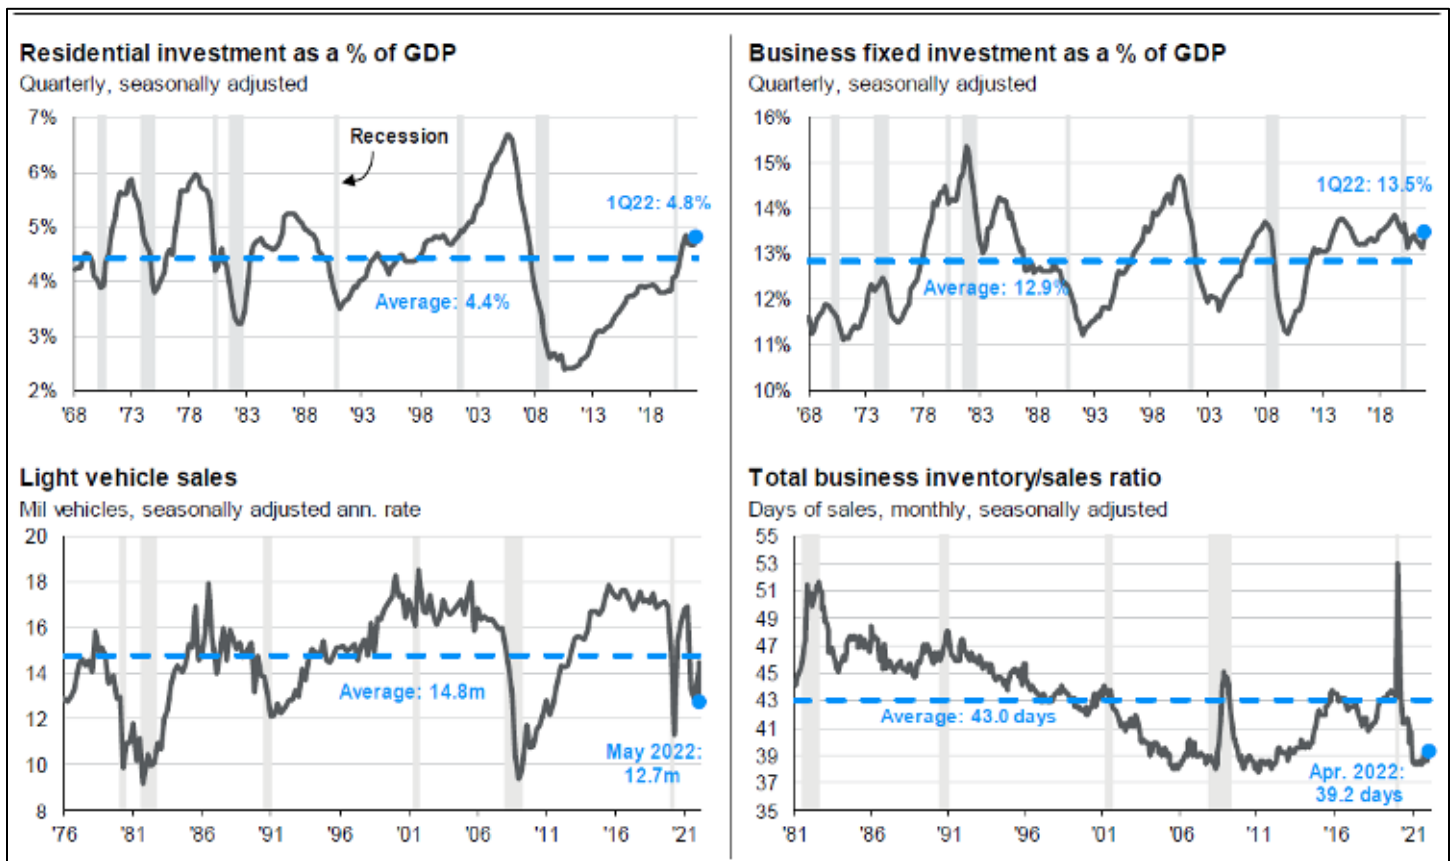 Residential investment as a % of GDP
Quarterly, seasonally adjusted
7%
6%
5%
4%
3%
2%
Recession
1Q22: 4.8%
Average: 4.4%
'68 '73 '78 '83 '88 '93 '98 '03 '08 '13 '18
Business fixed investment as a % of GDP
Quarterly, seasonally adjusted
16%
15%
14%
13%
12%
11%
10%
1Q22: 13.5%
Average: 12.9%
'68 '73 '78 '83 '88 '93 '98 '03 '08 '13 '18
Light vehicle sales
Mil vehicles, seasonally adjusted ann. rate
20
18
16
14
12
10
8
Average: 14.8m
May 2022:
12.7m
'76 '81 '86 '91 '96 '01 '06 '11 '16 '21
Total business inventory/sales ratio
Days of sales, monthly, seasonally adjusted
55
53
51
49
47
45
43
41
39
37
35
Average: 43.0 days
Apr. 2022:
39.2 days
'81 '86 '91 '96 '01 '06 '11 '16 '21